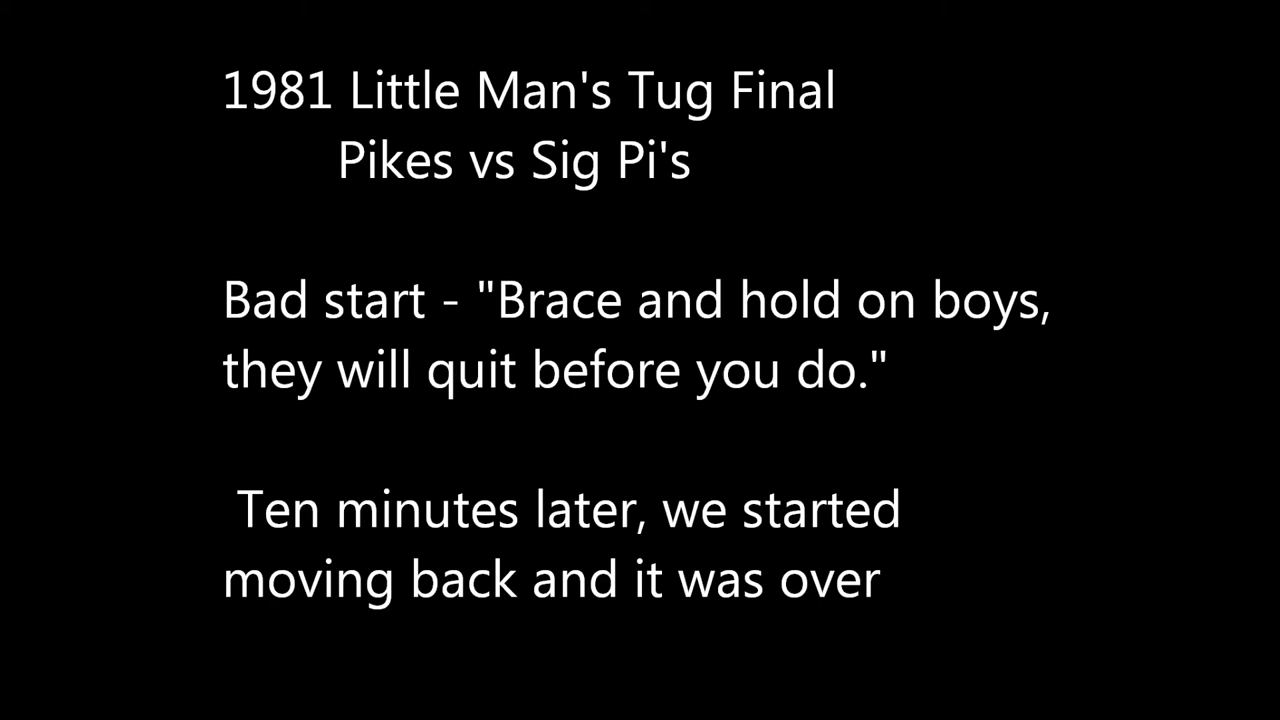 1981 Little Man's Tug Final
Pikes vs Sig Pi's
Bad start - "Brace and hold on boys,
they will quit before you do."
Ten minutes later, we started
moving back and it was over